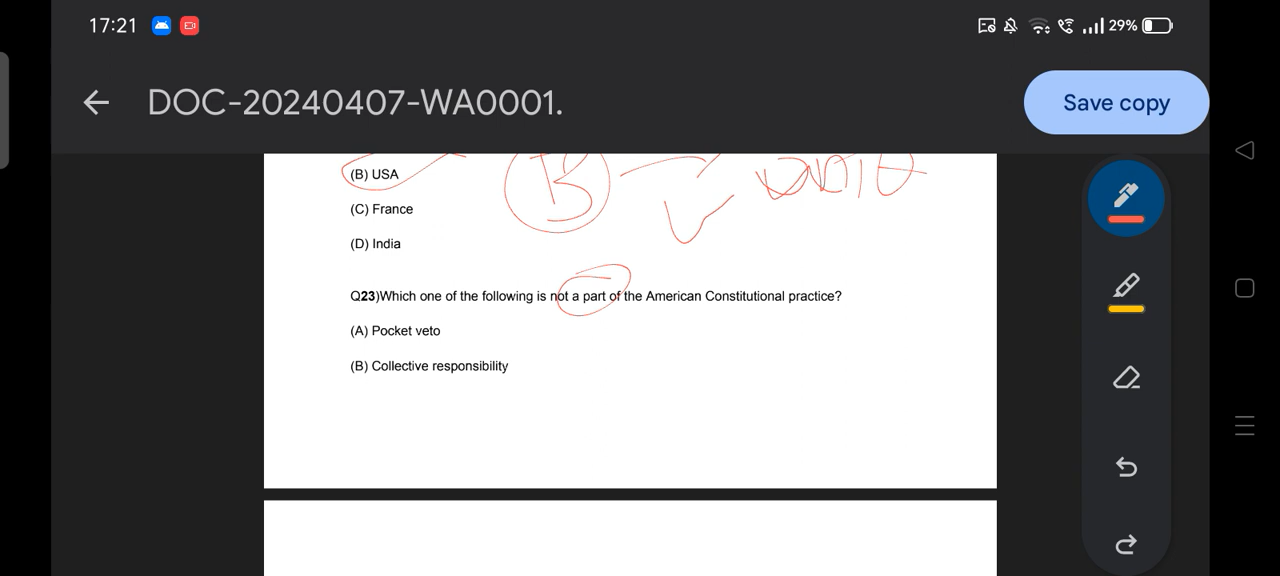 17:21
29%
DOC-20240407-WA0001.
Save copy
(B) USA
B
(C) France
(D) India
Q23)Which one of the following is not a part of the American Constitutional practice?
(A) Pocket veto
(B) Collective responsibility